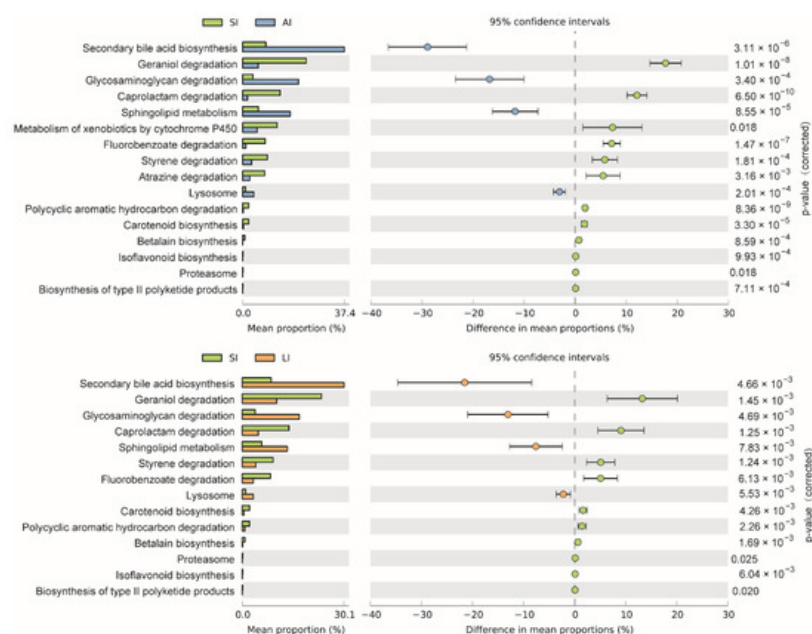 SI AI 95% confidence intervals
Secondary bile acid biosynthesis 3.11 × 10⁻⁶
Geraniol degradation 1.01 × 10⁻⁸
Glycosaminoglycan degradation 3.40 × 10⁻⁴
Caprolactam degradation 6.50 × 10⁻¹⁰
Sphingolipid metabolism 8.55 × 10⁻⁵
Metabolism of xenobiotics by cytochrome P450 0.018
Fluorobenzoate degradation 1.47 × 10⁻⁷
Styrene degradation 1.81 × 10⁻⁴
Atrazine degradation 3.16 × 10⁻³
Lysosome 2.01 × 10⁻⁴
Polycyclic aromatic hydrocarbon degradation 8.36 × 10⁻⁹
Carotenoid biosynthesis 3.30 × 10⁻⁵
Betalain biosynthesis 8.59 × 10⁻⁴
Isoflavonoid biosynthesis 9.93 × 10⁻⁴
Proteasome 0.018
Biosynthesis of type II polyketide products 7.11 × 10⁻⁴
p-value (corrected)
0.0 37.4 −40 −30 −20 −10 0 10 20 30
Mean proportion (%) Difference in mean proportions (%)
SI LI 95% confidence intervals
Secondary bile acid biosynthesis 4.66 × 10⁻³
Geraniol degradation 1.45 × 10⁻³
Glycosaminoglycan degradation 4.69 × 10⁻³
Caprolactam degradation 1.25 × 10⁻³
Sphingolipid metabolism 7.83 × 10⁻³
Styrene degradation 1.24 × 10⁻³
Fluorobenzoate degradation 6.13 × 10⁻³
Lysosome 5.53 × 10⁻³
Carotenoid biosynthesis 4.26 × 10⁻³
Polycyclic aromatic hydrocarbon degradation 2.26 × 10⁻³
Betalain biosynthesis 1.69 × 10⁻³
Proteasome 0.025
Isoflavonoid biosynthesis 6.04 × 10⁻³
Biosynthesis of type II polyketide products 0.020
p-value (corrected)
0.0 30.1 −40 −30 −20 −10 0 10 20 30
Mean proportion (%) Difference in mean proportions (%)